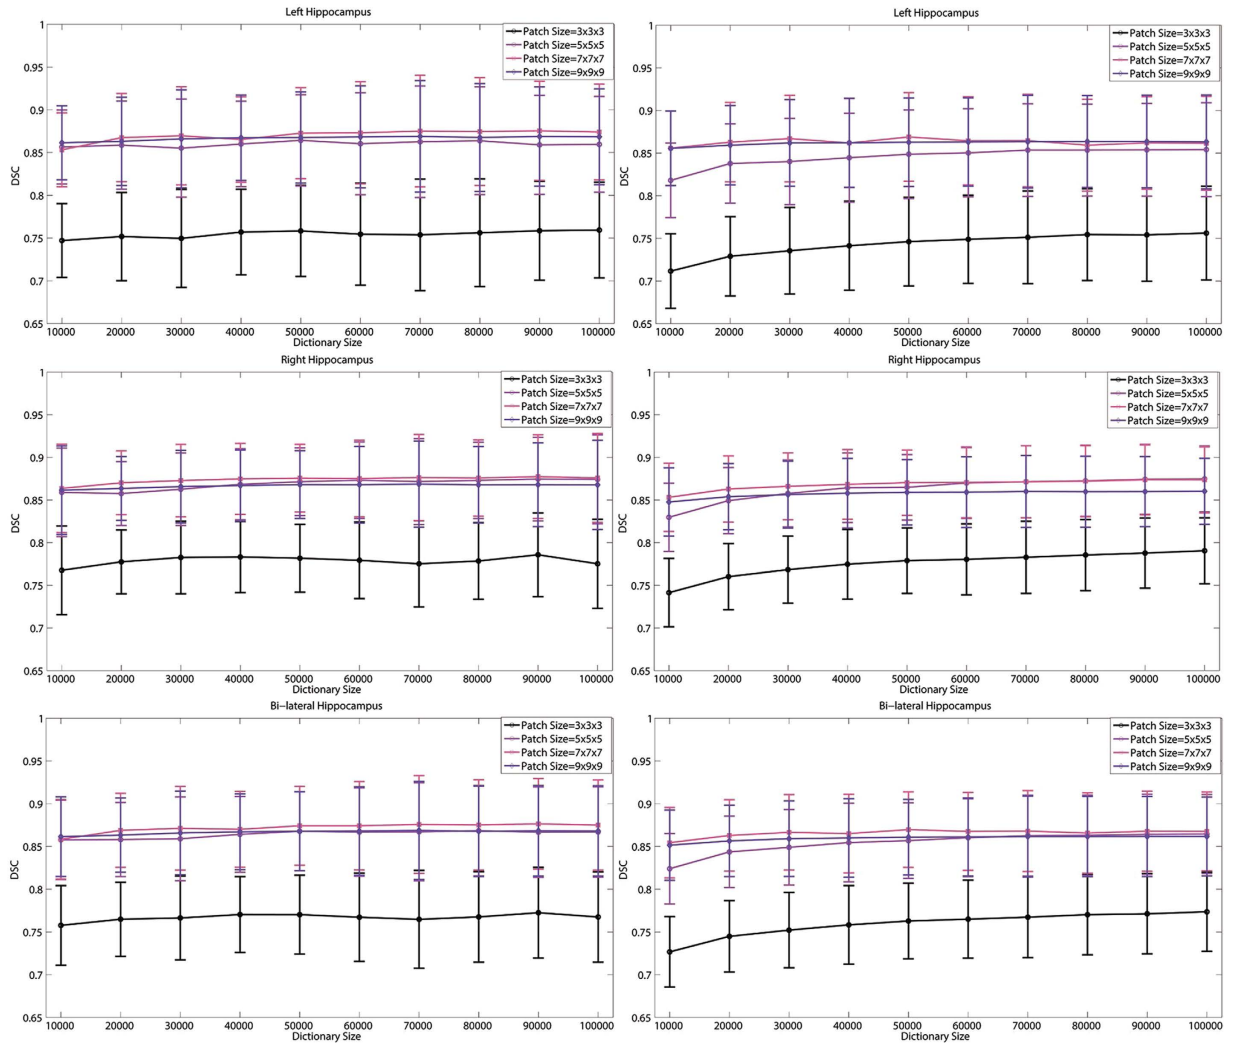 Left Hippocampus
1
0.95
0.9
0.85
0.8
0.75
0.7
0.65
DSC
Patch Size=3x3x3
Patch Size=5x5x5
Patch Size=7x7x7
Patch Size=9x9x9
10000 20000 30000 40000 50000 60000 70000 80000 90000 100000
Dictionary Size
Left Hippocampus
1
0.95
0.9
0.85
0.8
0.75
0.7
0.65
DSC
Patch Size=3x3x3
Patch Size=5x5x5
Patch Size=7x7x7
Patch Size=9x9x9
10000 20000 30000 40000 50000 60000 70000 80000 90000 100000
Dictionary Size
Right Hippocampus
1
0.95
0.9
0.85
0.8
0.75
0.7
0.65
DSC
Patch Size=3x3x3
Patch Size=5x5x5
Patch Size=7x7x7
Patch Size=9x9x9
10000 20000 30000 40000 50000 60000 70000 80000 90000 100000
Dictionary Size
Right Hippocampus
1
0.95
0.9
0.85
0.8
0.75
0.7
0.65
DSC
Patch Size=3x3x3
Patch Size=5x5x5
Patch Size=7x7x7
Patch Size=9x9x9
10000 20000 30000 40000 50000 60000 70000 80000 90000 100000
Dictionary Size
Bi−lateral Hippocampus
1
0.95
0.9
0.85
0.8
0.75
0.7
0.65
DSC
Patch Size=3x3x3
Patch Size=5x5x5
Patch Size=7x7x7
Patch Size=9x9x9
10000 20000 30000 40000 50000 60000 70000 80000 90000 100000
Dictionary Size
Bi−lateral Hippocampus
1
0.95
0.9
0.85
0.8
0.75
0.7
0.65
DSC
Patch Size=3x3x3
Patch Size=5x5x5
Patch Size=7x7x7
Patch Size=9x9x9
10000 20000 30000 40000 50000 60000 70000 80000 90000 100000
Dictionary Size